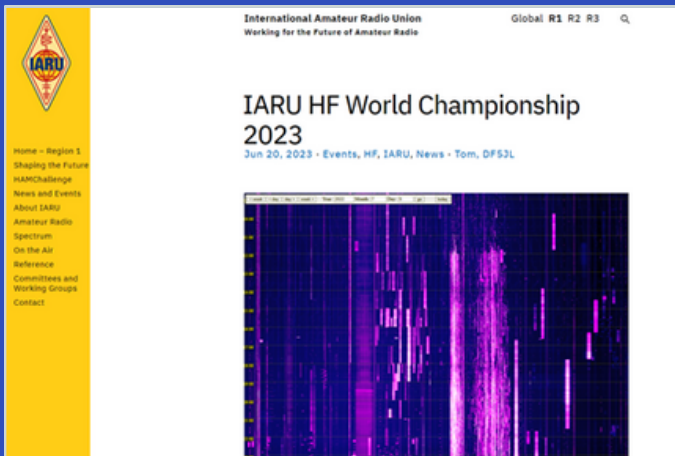 International Amateur Radio Union
Working for the Future of Amateur Radio
Global R1 R2 R3
IARU
IARU HF World Championship
2023
Jun 20, 2023 - Events, HF, IARU, News - Tom, DF5JL
Home – Region 1
Shaping the Future
HAMChallenge
News and Events
About IARU
Amateur Radio
Spectrum
On the Air
Reference
Committees and
Working Groups
Contact